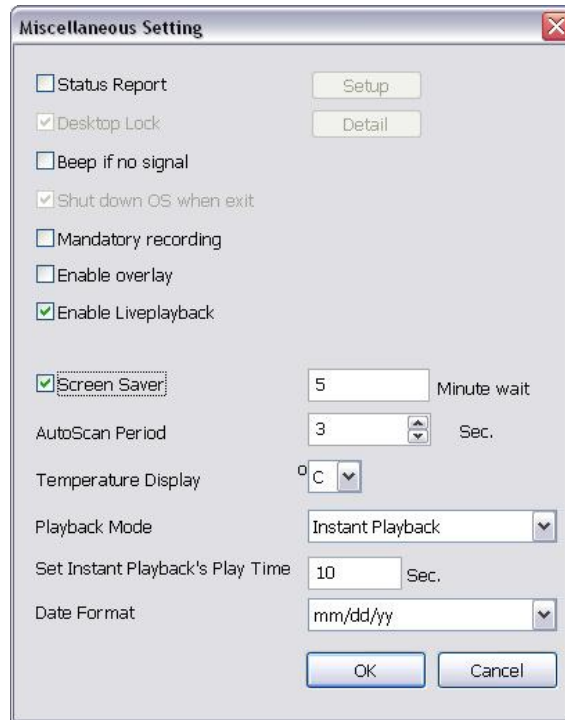 Miscellaneous Setting
Status Report Setup
Desktop Lock Detail
Beep if no signal
Shut down OS when exit
Mandatory recording
Enable overlay
Enable Liveplayback
Screen Saver 5 Minute wait
AutoScan Period 3 Sec.
Temperature Display °C
Playback Mode Instant Playback
Set Instant Playback's Play Time 10 Sec.
Date Format mm/dd/yy
OK Cancel